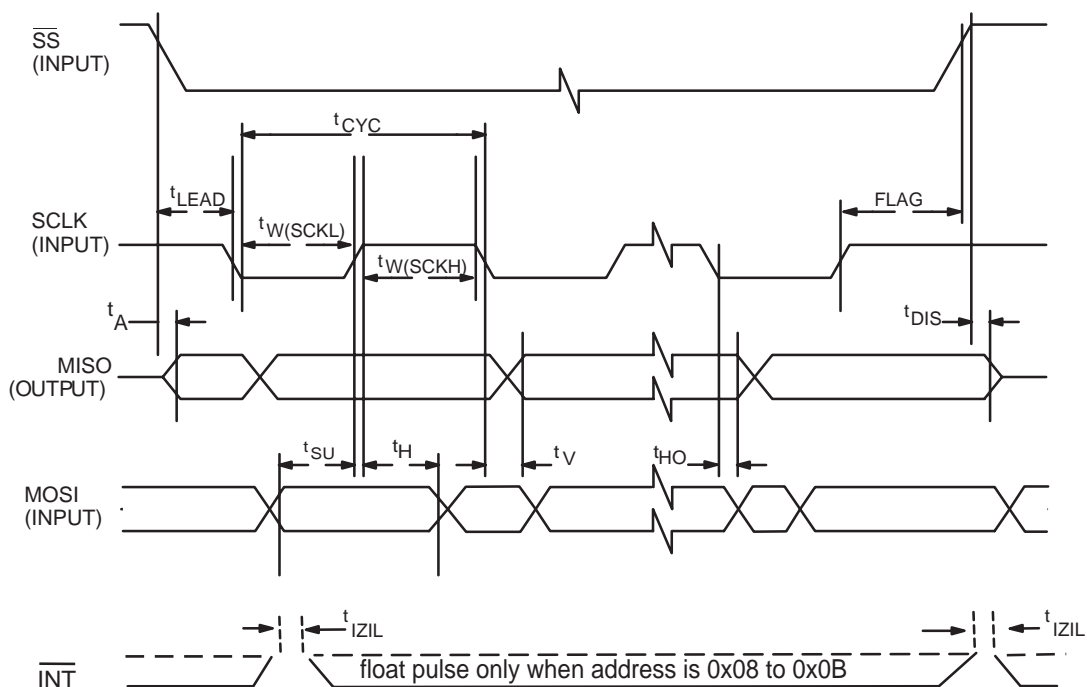 SS
(INPUT)
tCYC
tLEAD
FLAG
SCLK
(INPUT)
tW(SCKL)
tW(SCKH)
tA
tDIS
MISO
(OUTPUT)
tSU
tH
tV
tHO
MOSI
(INPUT)
tIZIL
tIZIL
INT
float pulse only when address is 0x08 to 0x0B